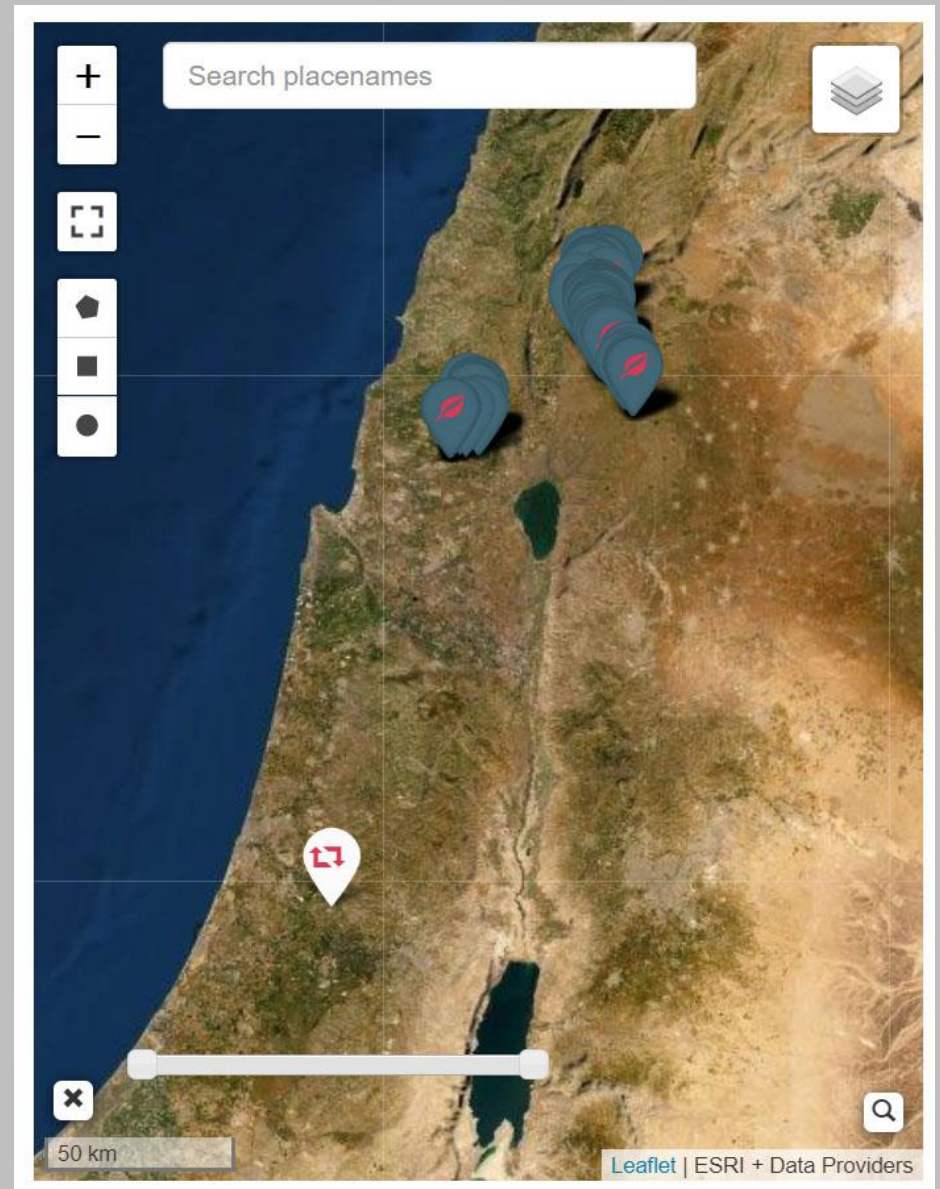 +
Search placenames
−
50 km
Leaflet | ESRI + Data Providers